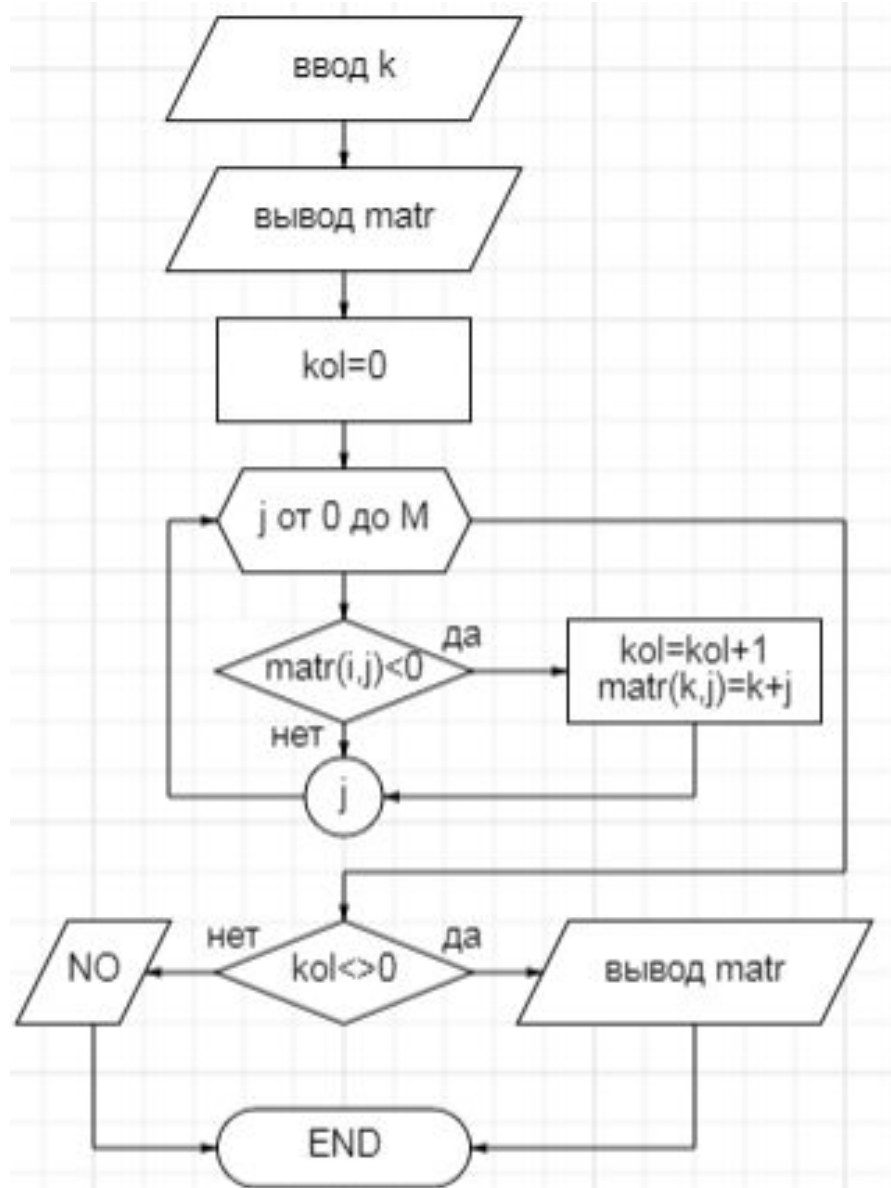 ввод k
вывод matr
kol=0
j от 0 до M
да
matr(i,j)<0
kol=kol+1
matr(k,j)=k+j
нет
j
нет
да
NO
kol<>0
вывод matr
END